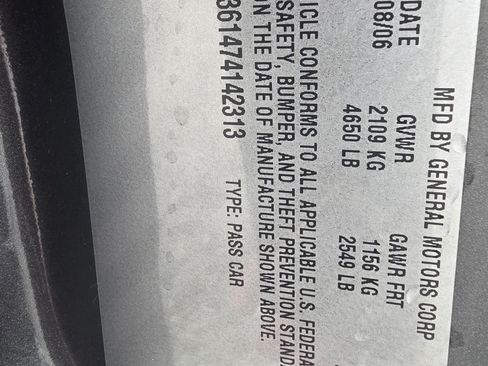 MFD BY GENERAL MOTORS CORP
DATE GVWR GAWR FRT
08/06 2109 KG 1156 KG
4650 LB 2549 LB
ICLE CONFORMS TO ALL APPLICABLE U.S. FEDERA
SAFETY, BUMPER, AND THEFT PREVENTION STAND
ON THE DATE OF MANUFACTURE SHOWN ABOVE.
361474142313 TYPE: PASS CAR